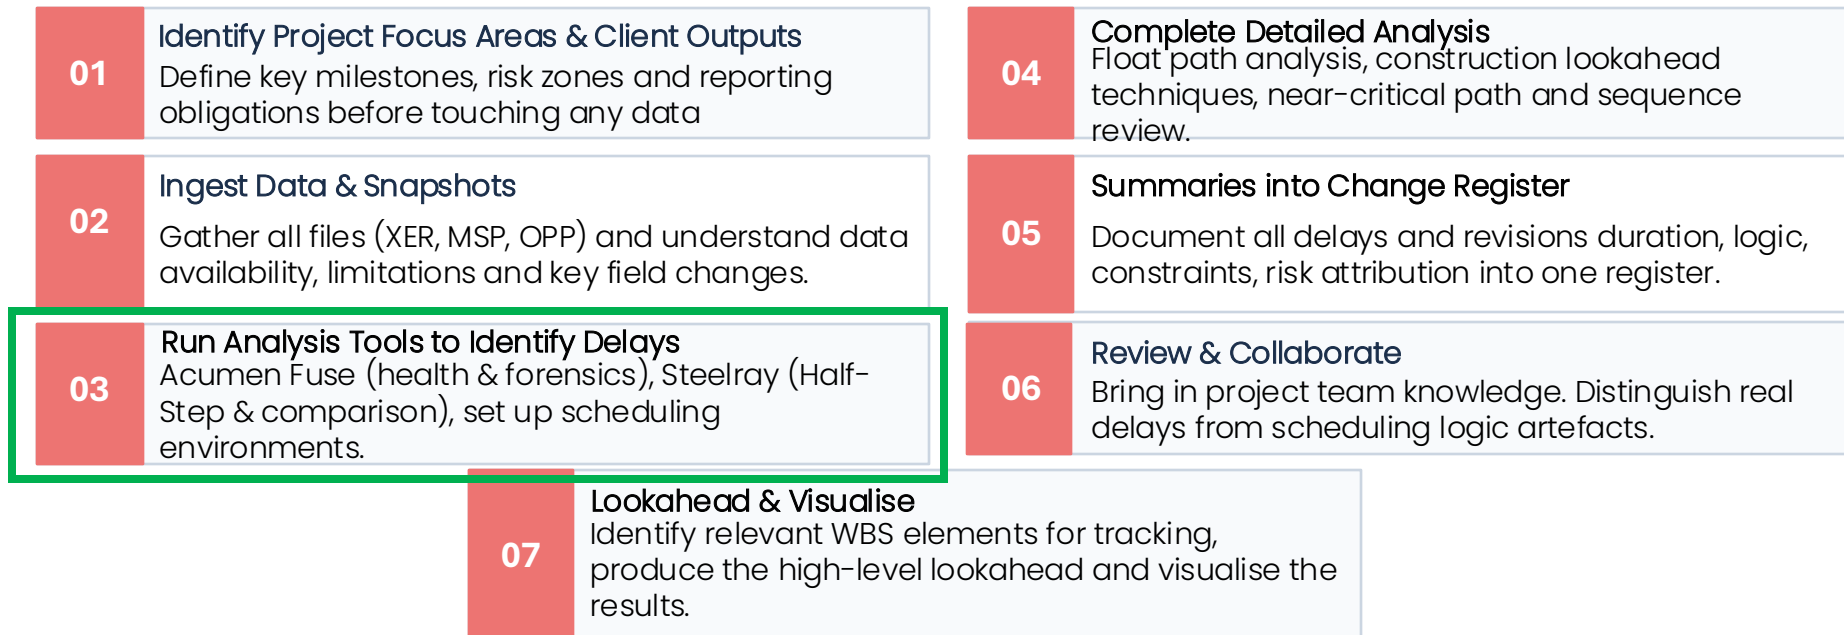 01
Identify Project Focus Areas & Client Outputs
Define key milestones, risk zones and reporting
obligations before touching any data
02
Ingest Data & Snapshots
Gather all files (XER, MSP, OPP) and understand data
availability, limitations and key field changes.
03
Run Analysis Tools to Identify Delays
Acumen Fuse (health & forensics), Steelray (Half-
Step & comparison), set up scheduling
environments.
04
Complete Detailed Analysis
Float path analysis, construction lookahead
techniques, near-critical path and sequence
review.
05
Summaries into Change Register
Document all delays and revisions duration, logic,
constraints, risk attribution into one register.
06
Review & Collaborate
Bring in project team knowledge. Distinguish real
delays from scheduling logic artefacts.
07
Lookahead & Visualise
Identify relevant WBS elements for tracking,
produce the high-level lookahead and visualise the
results.